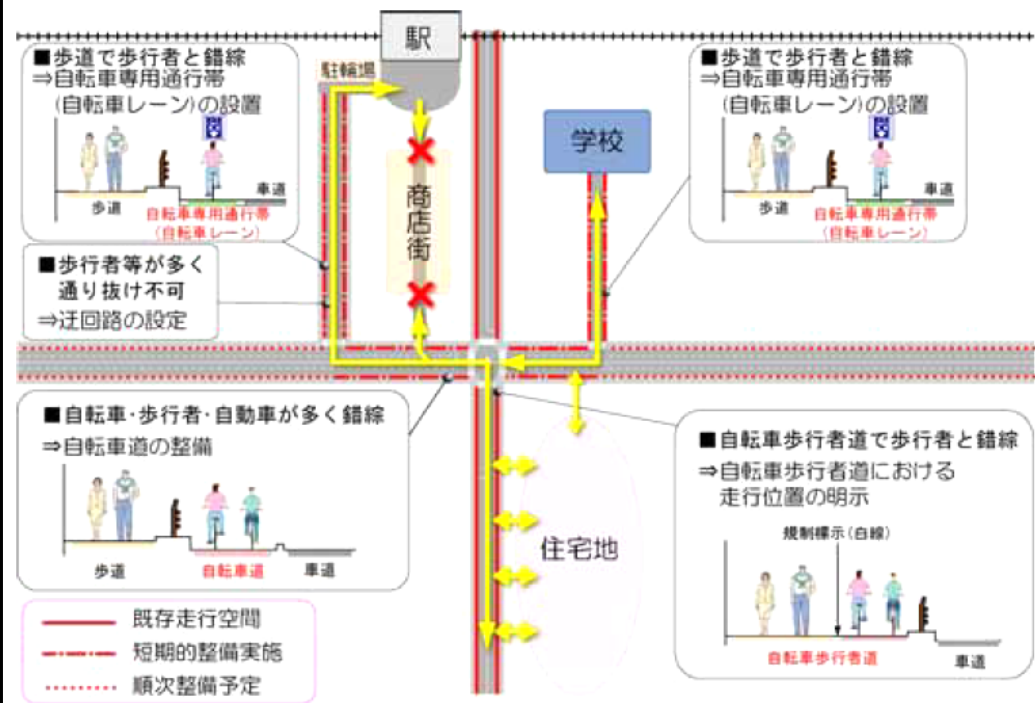 駅
■歩道で歩行者と錯綜
⇒自転車専用通行帯
(自転車レーン)の設置
歩道
車道
自転車専用通行帯
(自転車レーン)
■歩道で歩行者と錯綜
⇒自転車専用通行帯
(自転車レーン)の設置
歩道
車道
自転車専用通行帯
(自転車レーン)
学校
商店街
■歩行者等が多く
通り抜け不可
⇒迂回路の設定
■自転車･歩行者･自動車が多く錯綜
⇒自転車道の整備
歩道
自転車道
車道
■自転車歩行者道で歩行者と錯綜
⇒自転車歩行者道における
走行位置の明示
規制標示(白線)
自転車歩行者道
車道
住宅地
既存走行空間
短期的整備実施
順次整備予定